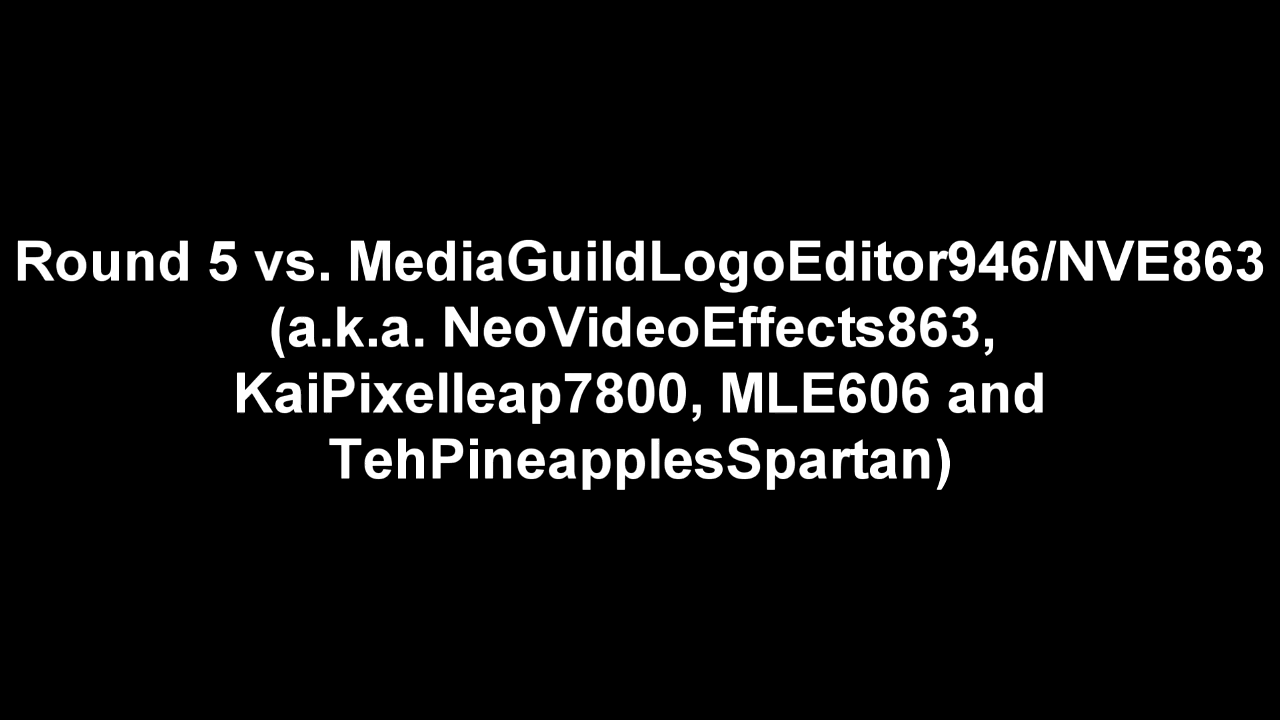 Round 5 vs. MediaGuildLogoEditor946/NVE863
(a.k.a. NeoVideoEffects863,
KaiPixelleap7800, MLE606 and
TehPineapplesSpartan)